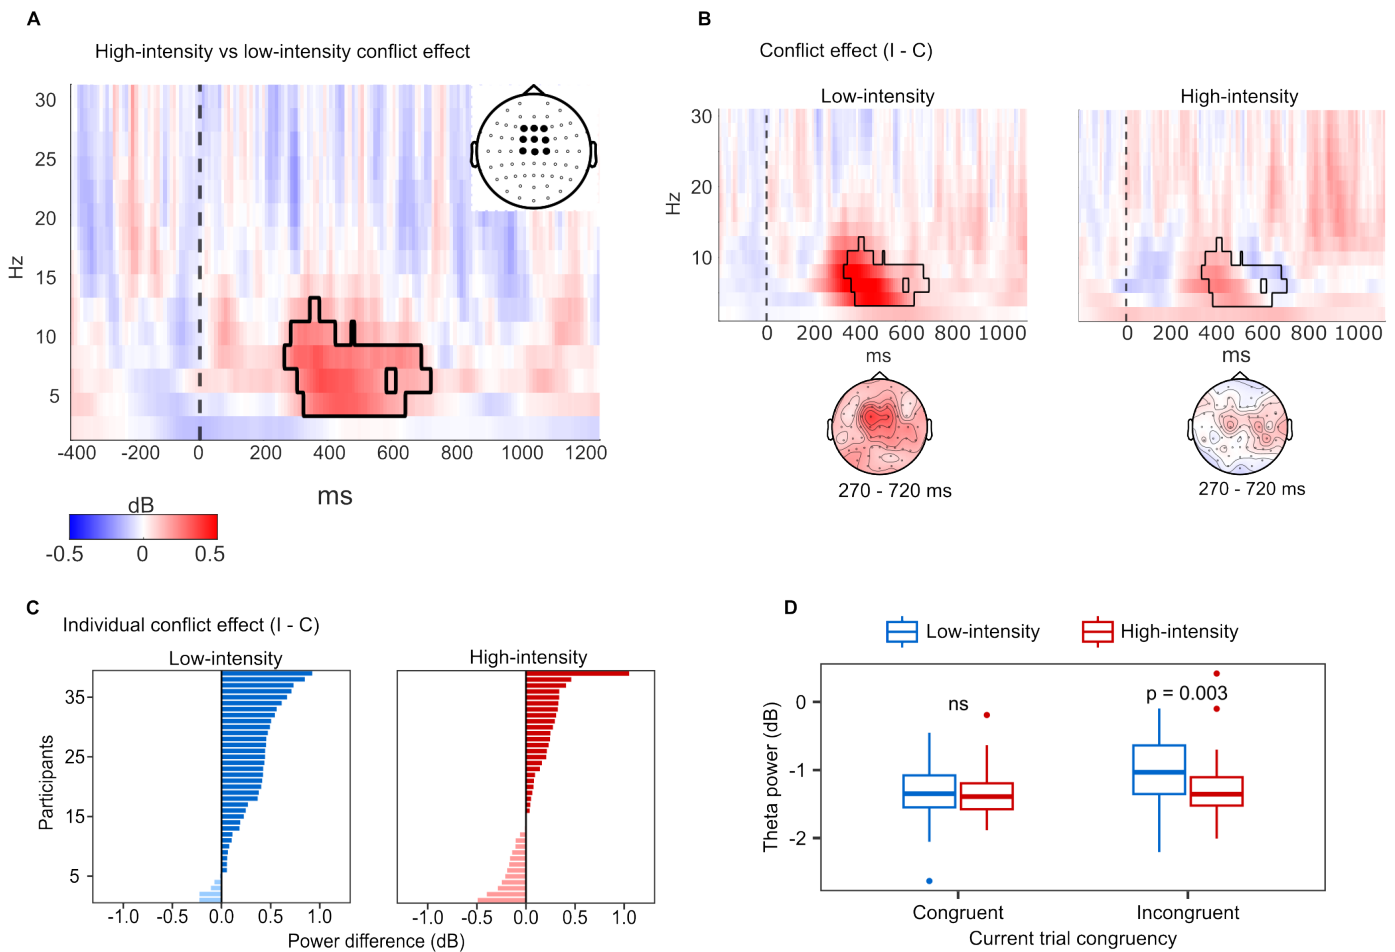 A
High-intensity vs low-intensity conflict effect
30
25
20
15
10
5
Hz
-400 -200 0 200 400 600 800 1000 1200
ms
dB
-0.5 0 0.5
B
Conflict effect (I - C)
Low-intensity
High-intensity
30
20
10
Hz
0 200 400 600 800 1000
ms
0 200 400 600 800 1000
ms
270 - 720 ms
270 - 720 ms
C
Individual conflict effect (I - C)
Low-intensity
High-intensity
35
25
15
5
Participants
-1.0 -0.5 0.0 0.5 1.0
-1.0 -0.5 0.0 0.5 1.0
Power difference (dB)
D
Low-intensity
High-intensity
0
-1
-2
Theta power (dB)
ns
p = 0.003
Congruent
Incongruent
Current trial congruency